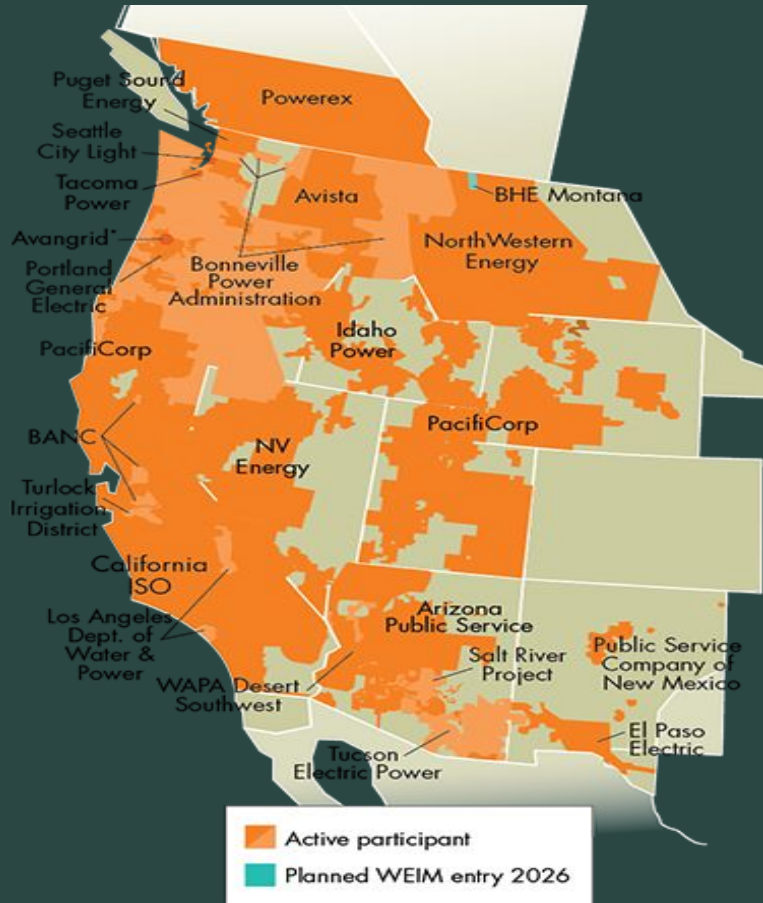 Puget Sound
Energy
Powerex
Seattle
City Light
Tacoma
Power
Avista
BHE Montana
Avangrid*
NorthWestern
Energy
Portland
General
Electric
Bonneville
Power
Administration
PacifiCorp
Idaho
Power
PacifiCorp
BANC
NV
Energy
Turlock
Irrigation
District
California
ISO
Los Angeles
Dept. of
Water &
Power
Arizona
Public Service
Salt River
Project
Public Service
Company of
New Mexico
WAPA Desert
Southwest
El Paso
Electric
Tucson
Electric Power
Active participant
Planned WEIM entry 2026